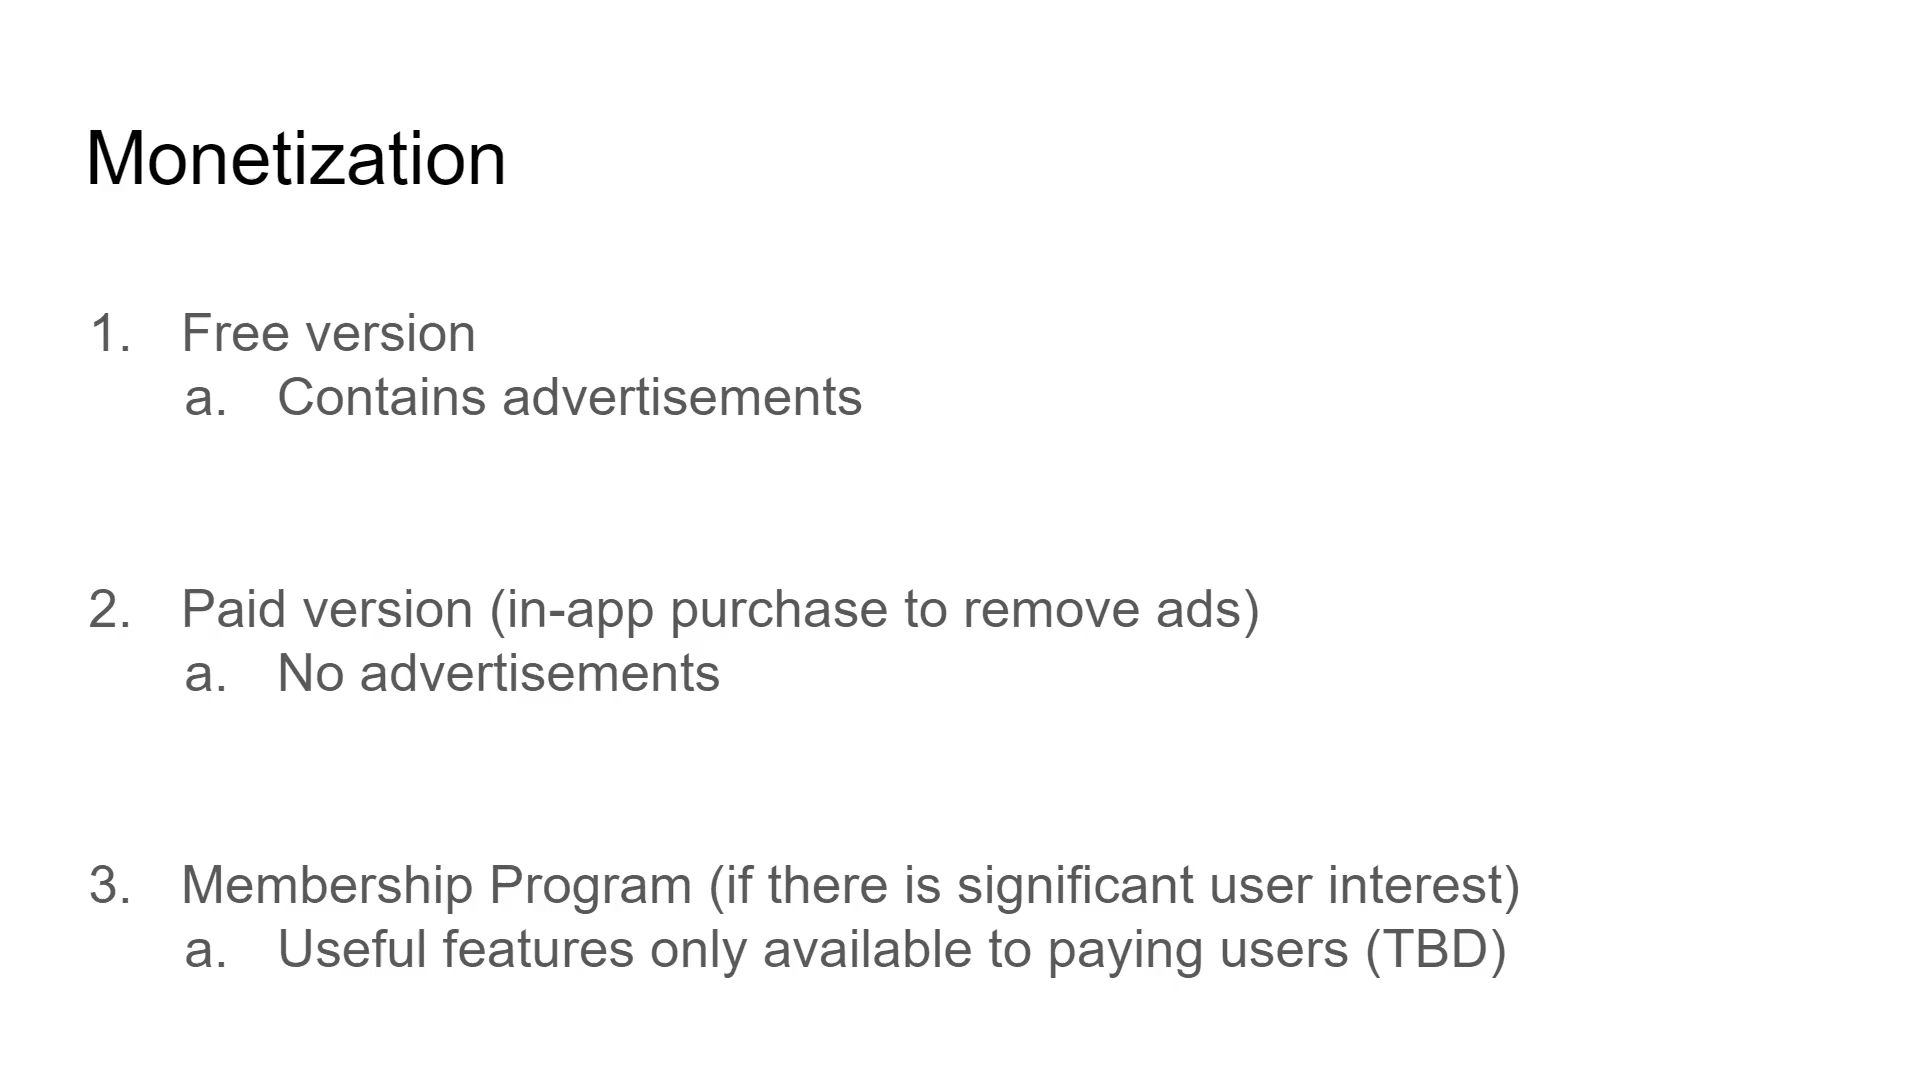 Monetization
1. Free version
a. Contains advertisements
2. Paid version (in-app purchase to remove ads)
a. No advertisements
3. Membership Program (if there is significant user interest)
a. Useful features only available to paying users (TBD)